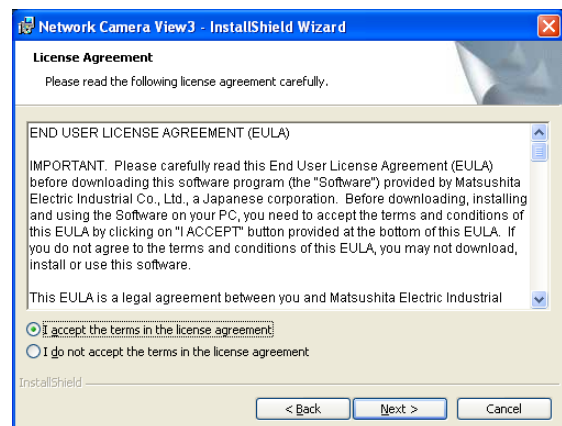 Network Camera View3 - InstallShield Wizard
License Agreement
Please read the following license agreement carefully.
END USER LICENSE AGREEMENT (EULA)
IMPORTANT.  Please carefully read this End User License Agreement (EULA)
before downloading this software program (the "Software") provided by Matsushita
Electric Industrial Co., Ltd., a Japanese corporation.  Before downloading, installing
and using the Software on your PC, you need to accept the terms and conditions of
this EULA by clicking on "I ACCEPT" button provided at the bottom of this EULA.  If
you do not agree to the terms and conditions of this EULA, you may not download,
install or use this software.
This EULA is a legal agreement between you and Matsushita Electric Industrial
I accept the terms in the license agreement
I do not accept the terms in the license agreement
InstallShield
< Back Next > Cancel